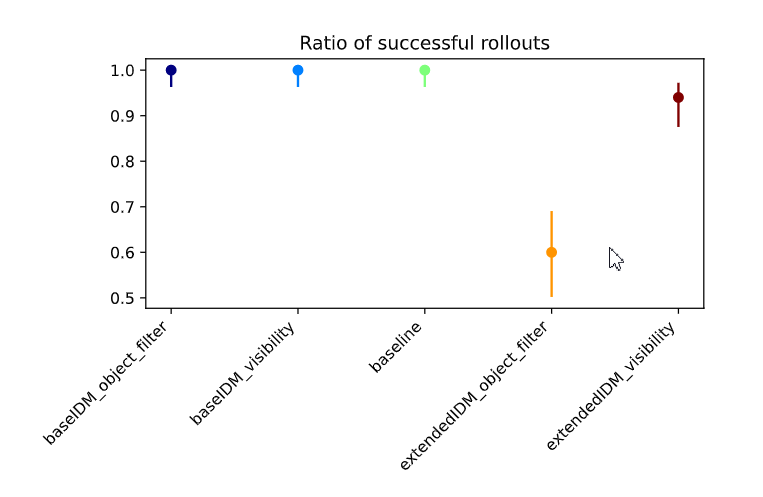 Ratio of successful rollouts
1.0
0.9
0.8
0.7
0.6
0.5
baseIDM_object_filter
baseIDM_visibility
baseline
extendedIDM_object_filter
extendedIDM_visibility